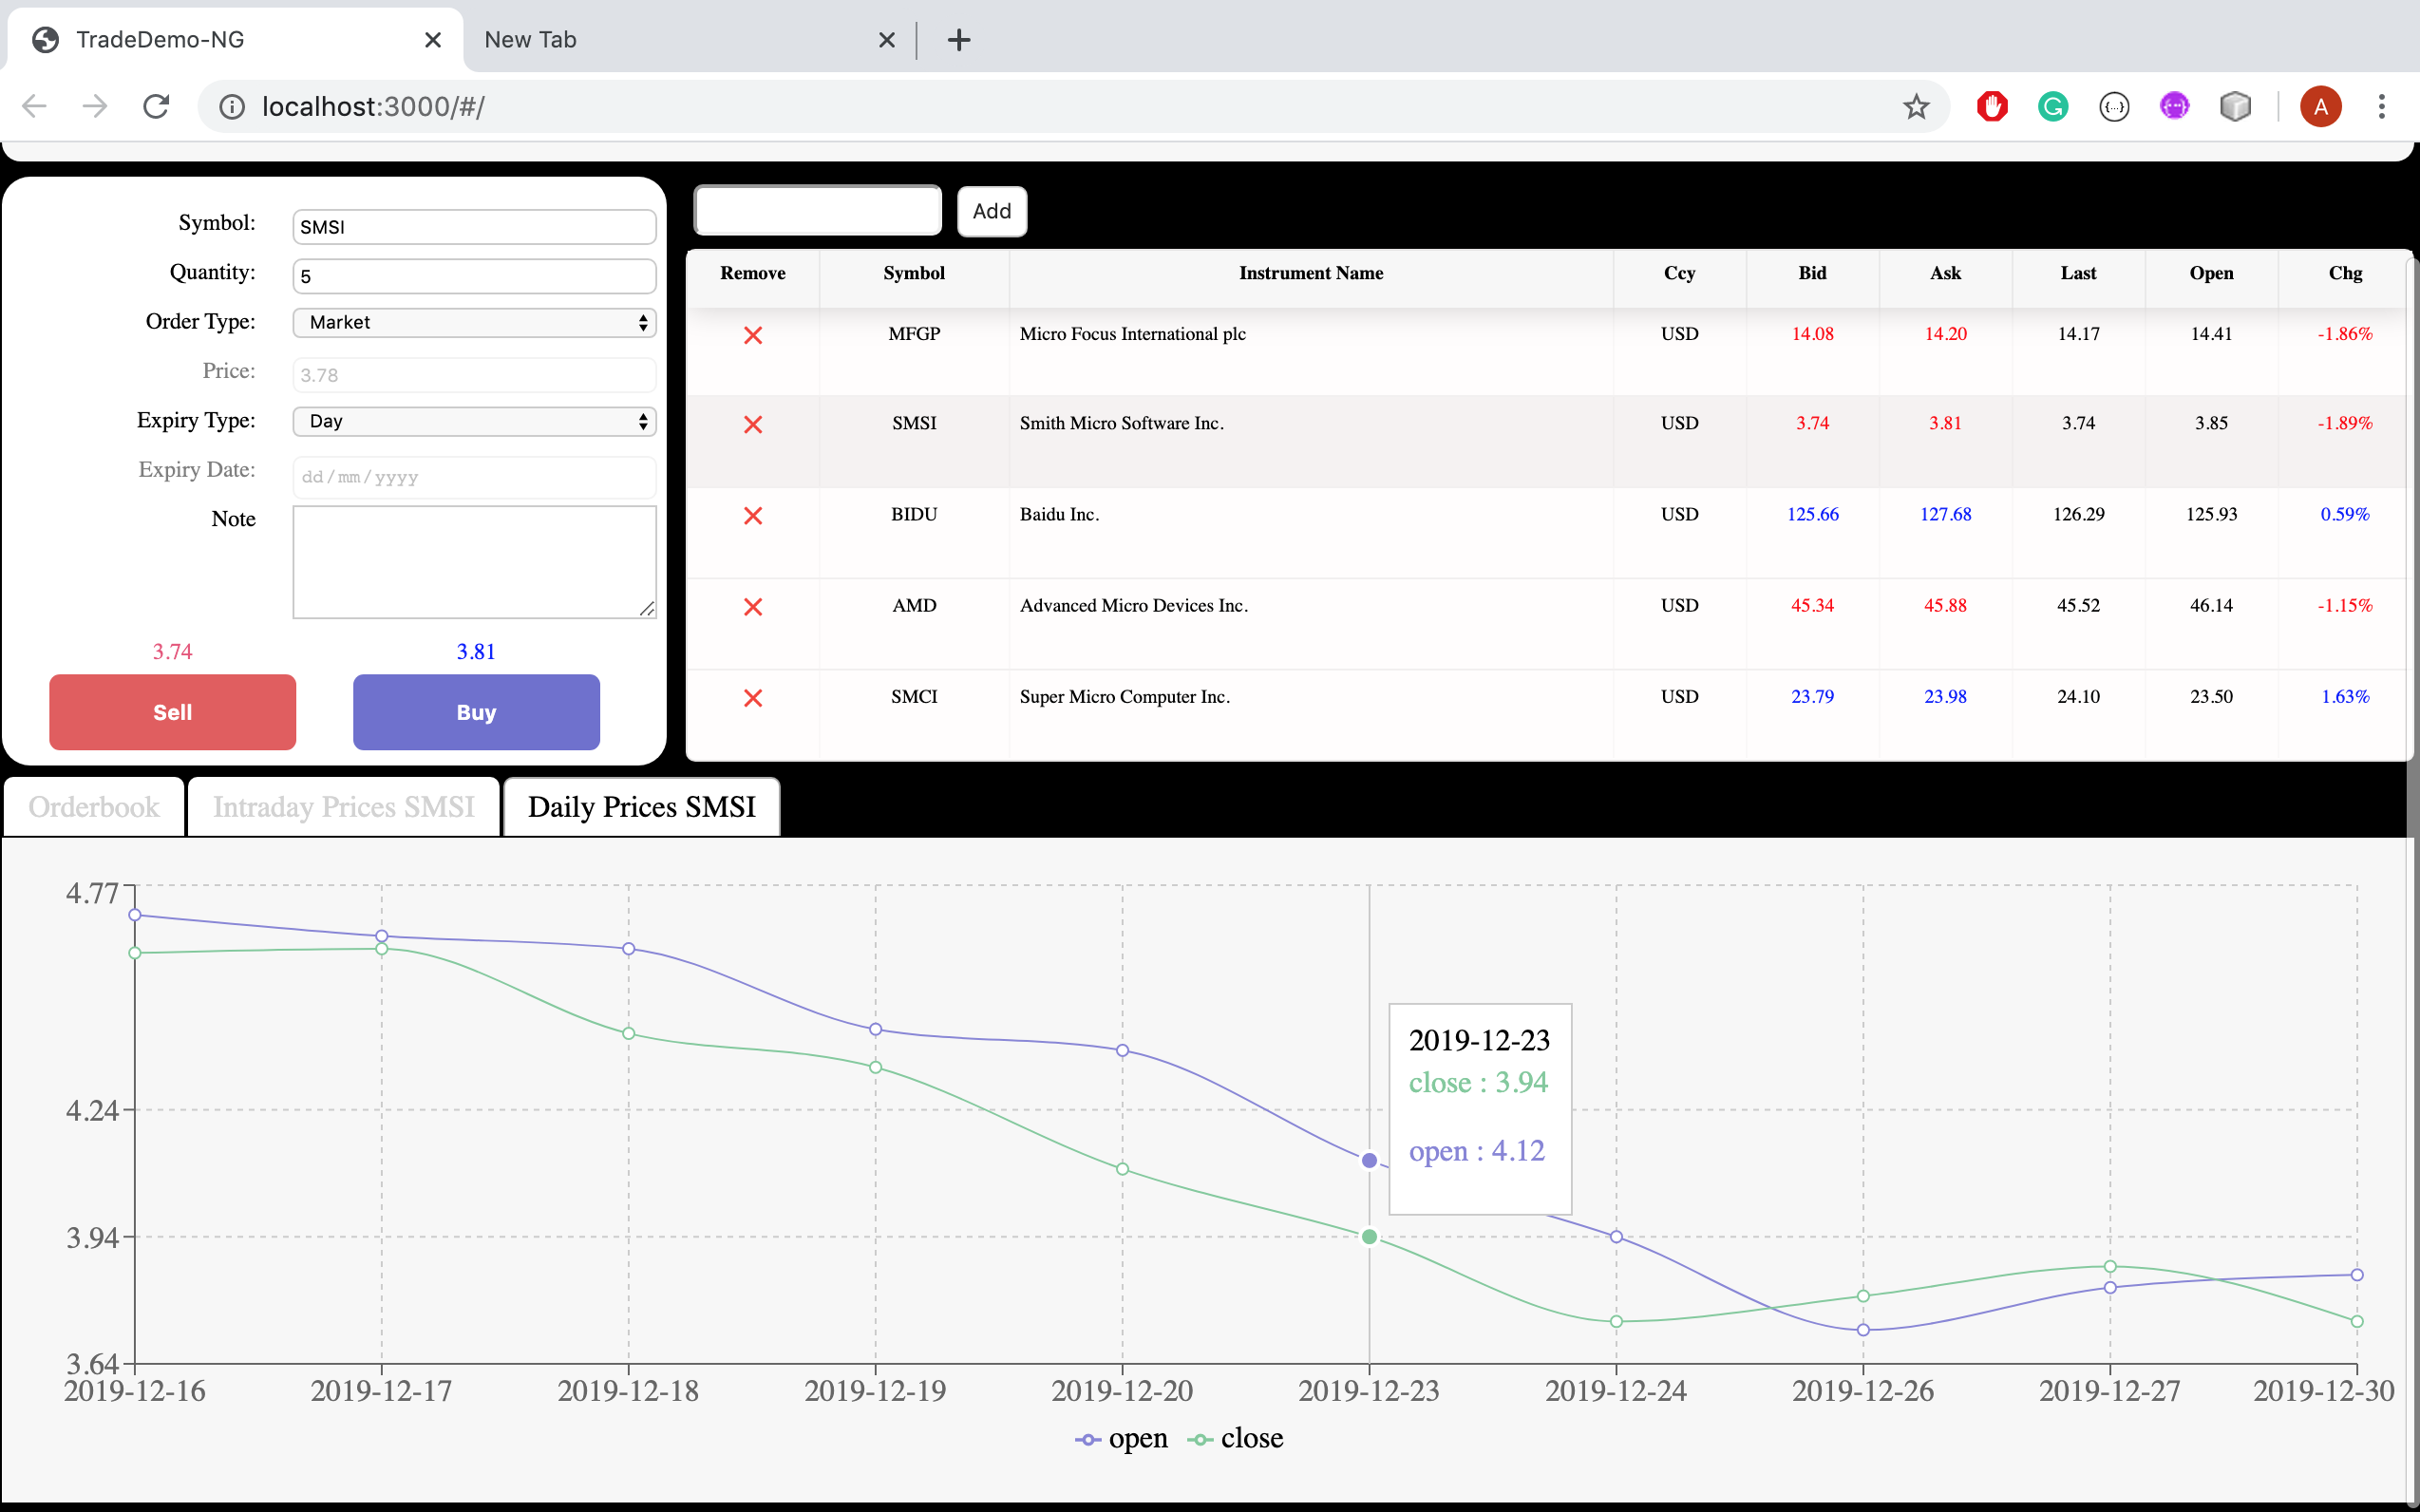 TradeDemo-NG
New Tab
localhost:3000/#/
A
Symbol: SMSI
Quantity: 5
Order Type: Market
Price: 3.78
Expiry Type: Day
Expiry Date: dd/mm/yyyy
Note
3.74 3.81
Sell Buy
Add
Remove Symbol Instrument Name Ccy Bid Ask Last Open Chg
MFGP Micro Focus International plc USD 14.08 14.20 14.17 14.41 -1.86%
SMSI Smith Micro Software Inc. USD 3.74 3.81 3.74 3.85 -1.89%
BIDU Baidu Inc. USD 125.66 127.68 126.29 125.93 0.59%
AMD Advanced Micro Devices Inc. USD 45.34 45.88 45.52 46.14 -1.15%
SMCI Super Micro Computer Inc. USD 23.79 23.98 24.10 23.50 1.63%
Orderbook Intraday Prices SMSI Daily Prices SMSI
4.77
4.24
3.94
3.64
2019-12-23
close : 3.94
open : 4.12
2019-12-16 2019-12-17 2019-12-18 2019-12-19 2019-12-20 2019-12-23 2019-12-24 2019-12-26 2019-12-27 2019-12-30
open close